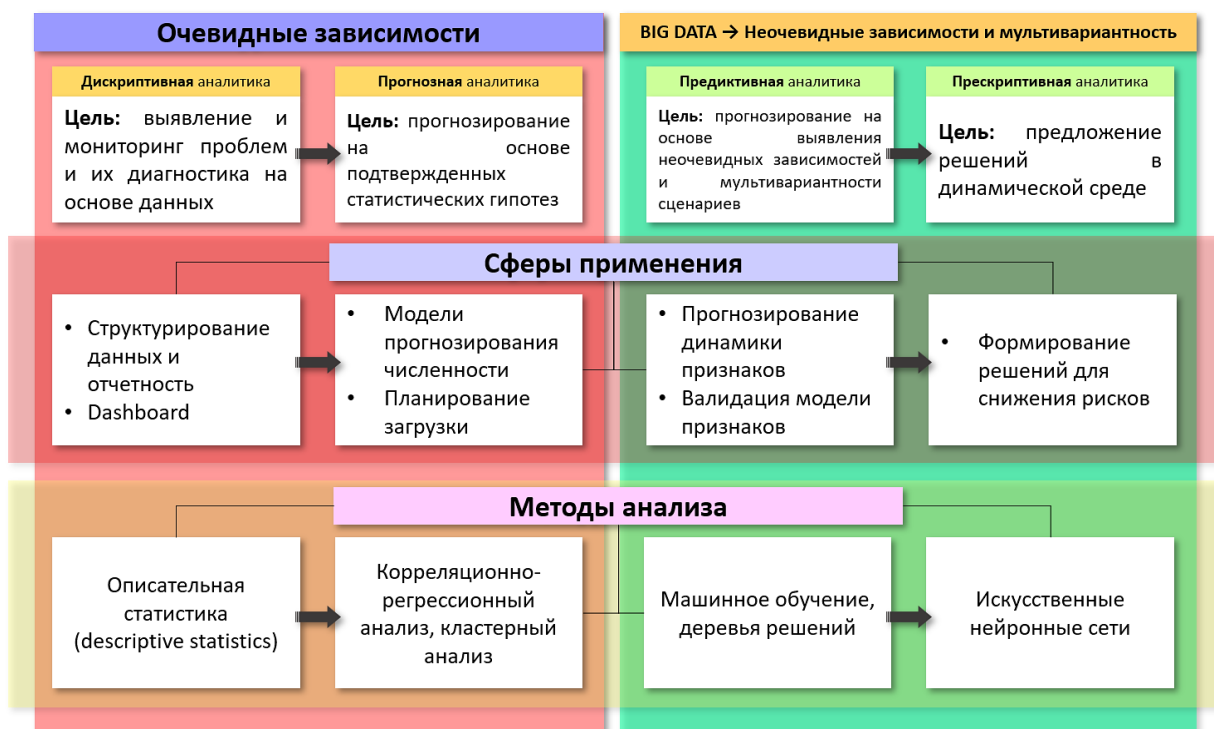 Очевидные зависимости
BIG DATA → Неочевидные зависимости и мультивариантность
Дискриптивная аналитика
Цель: выявление и
мониторинг проблем
и их диагностика на
основе данных
Прогнозная аналитика
Цель: прогнозирование
на основе
подтвержденных
статистических гипотез
Предиктивная аналитика
Цель: прогнозирование на
основе выявления
неочевидных зависимостей
и мультивариантности
сценариев
Прескриптивная аналитика
Цель: предложение
решений в
динамической среде
Сферы применения
• Структурирование
данных и
отчетность
• Dashboard
• Модели
прогнозирования
численности
• Планирование
загрузки
• Прогнозирование
динамики
признаков
• Валидация модели
признаков
• Формирование
решений для
снижения рисков
Методы анализа
Описательная
статистика
(descriptive statistics)
Корреляционно-
регрессионный
анализ, кластерный
анализ
Машинное обучение,
деревья решений
Искусственные
нейронные сети